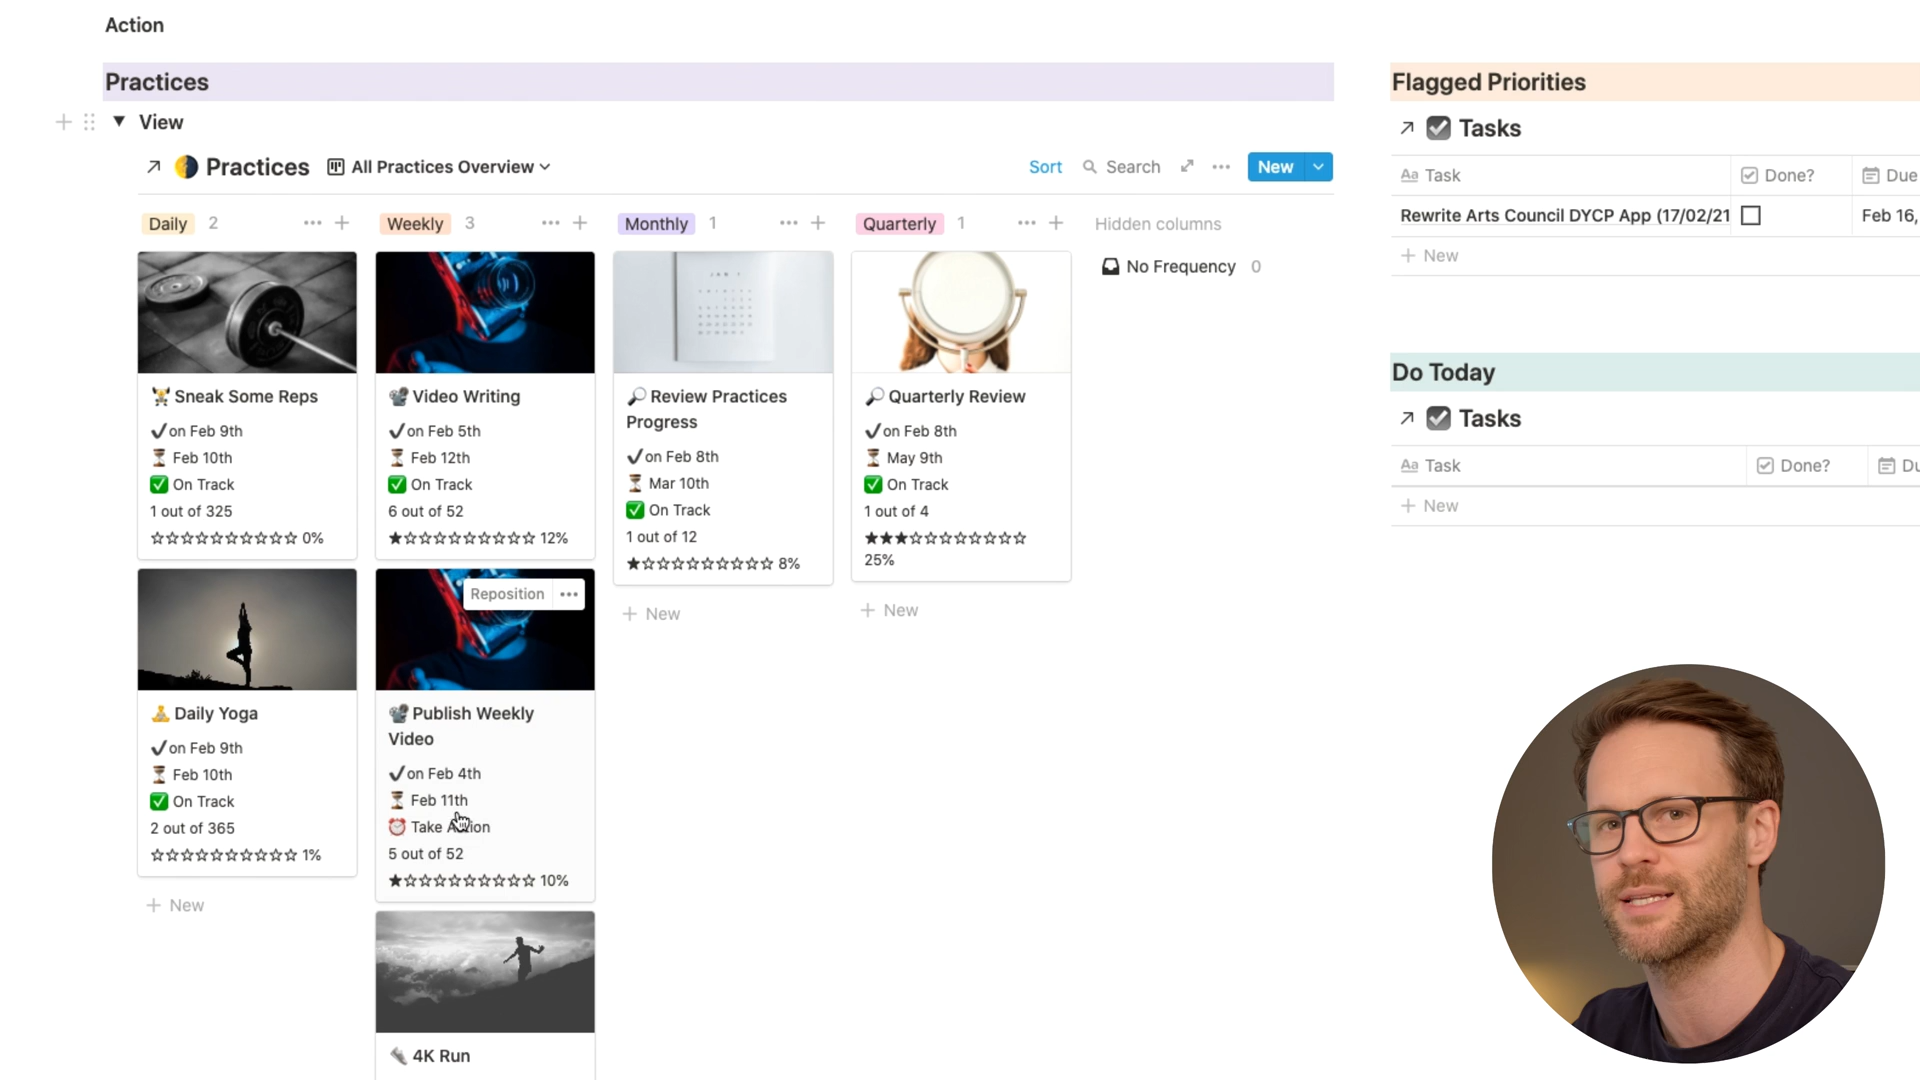 Action
Practices
View
Practices
All Practices Overview
Sort
Search
New
Daily 2
Weekly 3
Monthly 1
Quarterly 1
Hidden columns
No Frequency 0
Sneak Some Reps
on Feb 9th
Feb 10th
On Track
1 out of 325
0%
Daily Yoga
on Feb 9th
Feb 10th
On Track
2 out of 365
1%
New
Video Writing
on Feb 5th
Feb 12th
On Track
6 out of 52
12%
Reposition
Publish Weekly
Video
on Feb 4th
Feb 11th
Take Action
5 out of 52
10%
4K Run
Review Practices
Progress
on Feb 8th
Mar 10th
On Track
1 out of 12
8%
New
Quarterly Review
on Feb 8th
May 9th
On Track
1 out of 4
25%
New
Flagged Priorities
Tasks
Aa Task
Done?
Due
Rewrite Arts Council DYCP App (17/02/21
Feb 16,
New
Do Today
Tasks
Aa Task
Done?
Du
New